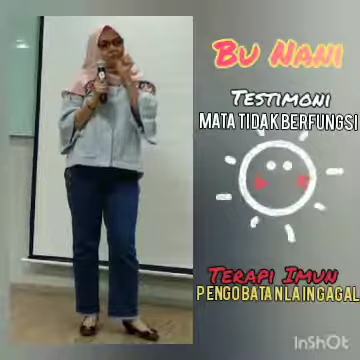 Bu Nani
Testimoni
MATA TIDAK BERFUNGSI
Terapi Imun
PENGOBATAN LAIN GAGAL
InShOt